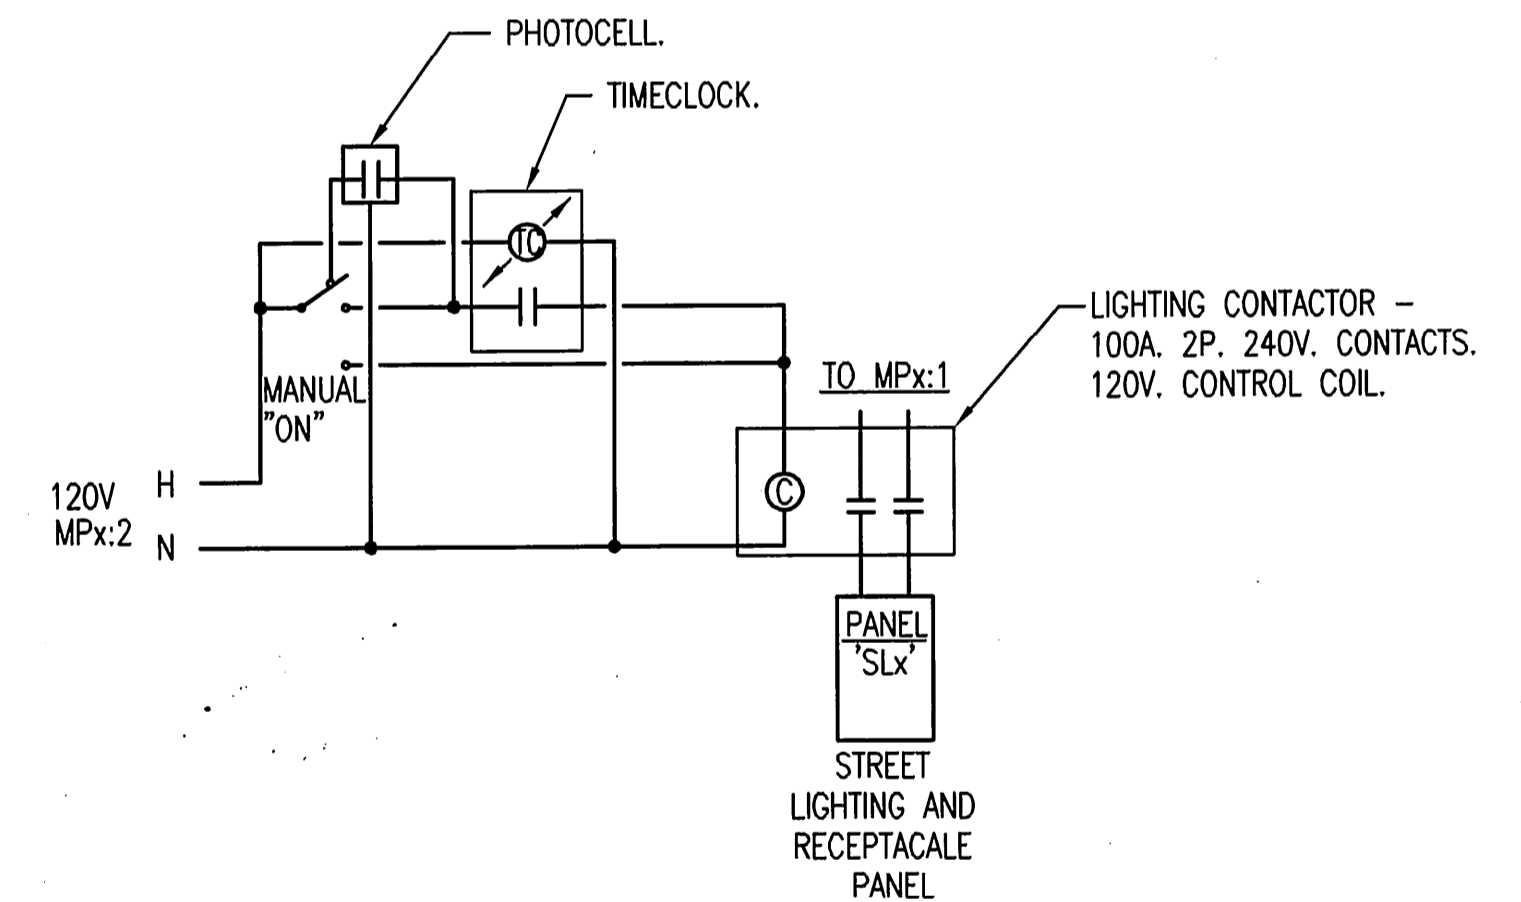 PHOTOCELL.
TIMECLOCK.
TC
LIGHTING CONTACTOR -
100A. 2P. 240V. CONTACTS.
120V. CONTROL COIL.
TO MPx:1
MANUAL
"ON"
H
120V
MPx:2
N
C
PANEL
'SLx'
STREET
LIGHTING AND
RECEPTACALE
PANEL